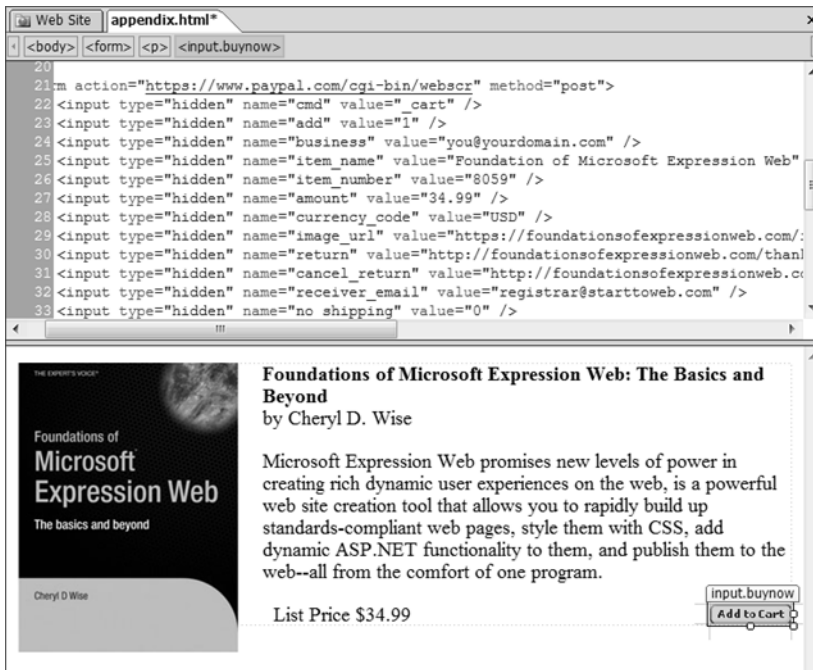 Web Site appendix.html* ×
<body> <form> <p> <input.buynow>
20
21 m action="https://www.paypal.com/cgi-bin/webscr" method="post">
22 <input type="hidden" name="cmd" value="_cart" />
23 <input type="hidden" name="add" value="1" />
24 <input type="hidden" name="business" value="you@yourdomain.com" />
25 <input type="hidden" name="item_name" value="Foundation of Microsoft Expression Web"
26 <input type="hidden" name="item_number" value="8059" />
27 <input type="hidden" name="amount" value="34.99" />
28 <input type="hidden" name="currency_code" value="USD" />
29 <input type="hidden" name="image_url" value="https://foundationsofexpressionweb.com/
30 <input type="hidden" name="return" value="http://foundationsofexpressionweb.com/than
31 <input type="hidden" name="cancel_return" value="http://foundationsofexpressionweb.c
32 <input type="hidden" name="receiver_email" value="registrar@starttoweb.com" />
33 <input type="hidden" name="no shipping" value="0" />
THE EXPERT'S VOICE®
Foundations of
Microsoft
Expression Web
The basics and beyond
Cheryl D Wise
Foundations of Microsoft Expression Web: The Basics and
Beyond
by Cheryl D. Wise
Microsoft Expression Web promises new levels of power in
creating rich dynamic user experiences on the web, is a powerful
web site creation tool that allows you to rapidly build up
standards-compliant web pages, style them with CSS, add
dynamic ASP.NET functionality to them, and publish them to the
web--all from the comfort of one program.
List Price $34.99
input.buynow
Add to Cart